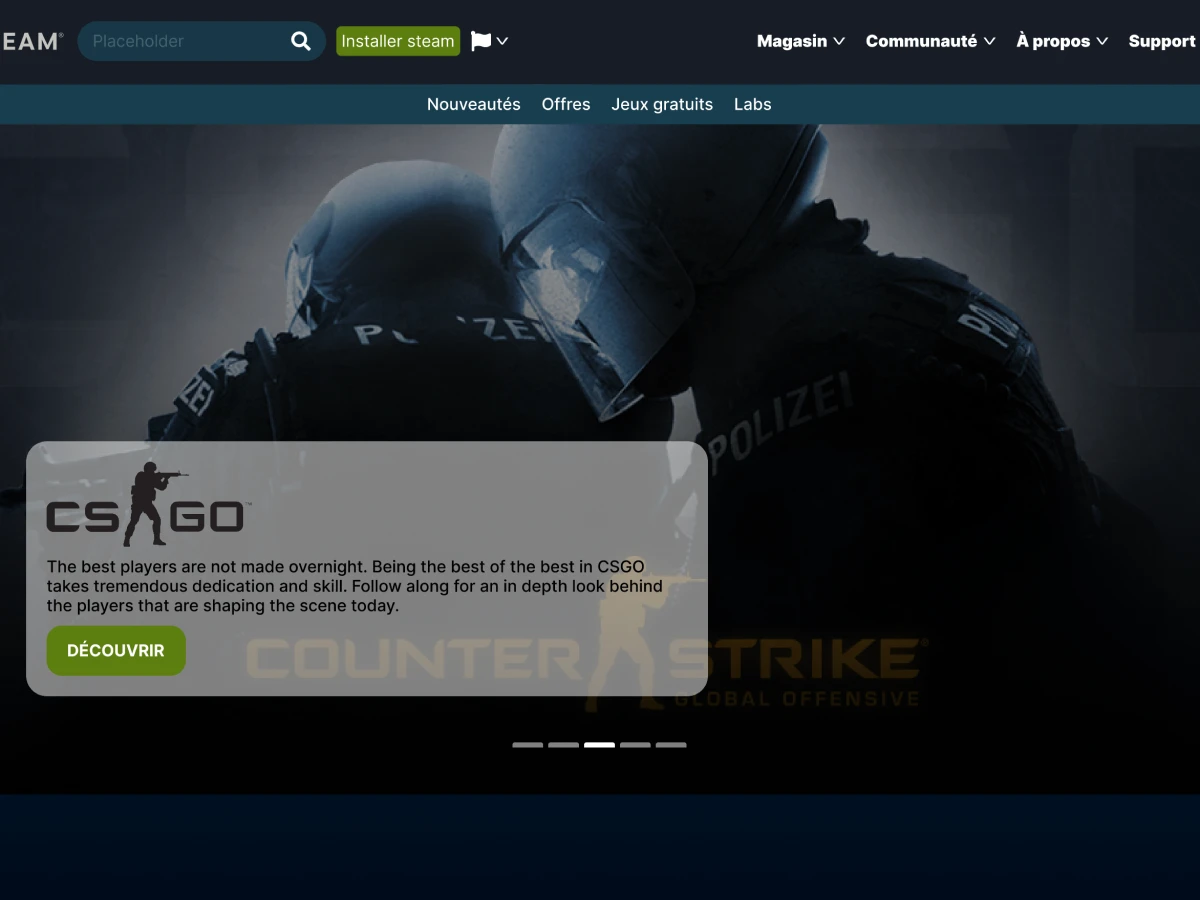 EAM®
Placeholder
Installer steam
Magasin Communauté À propos Support
Nouveautés Offres Jeux gratuits Labs
POLIZEI
POLIZEI
CS GO™
The best players are not made overnight. Being the best of the best in CSGO
takes tremendous dedication and skill. Follow along for an in depth look behind
the players that are shaping the scene today.
DÉCOUVRIR
COUNTER STRIKE®
GLOBAL OFFENSIVE